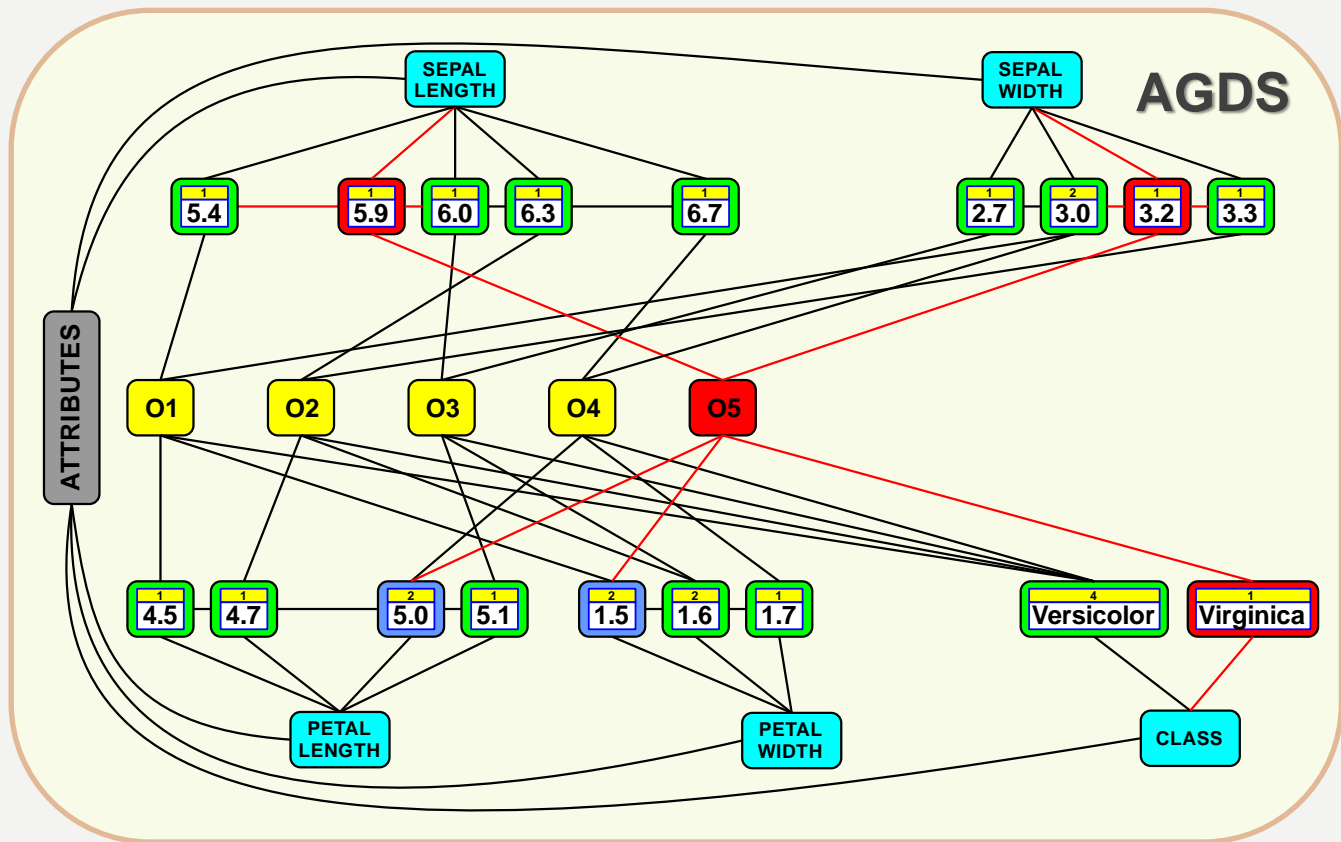 SEPAL
LENGTH
SEPAL
WIDTH
AGDS
1
5.4
1
5.9
1
6.0
1
6.3
1
6.7
1
2.7
2
3.0
1
3.2
1
3.3
ATTRIBUTES
O1
O2
O3
O4
O5
1
4.5
1
4.7
2
5.0
1
5.1
2
1.5
2
1.6
1
1.7
4
Versicolor
1
Virginica
PETAL
LENGTH
PETAL
WIDTH
CLASS